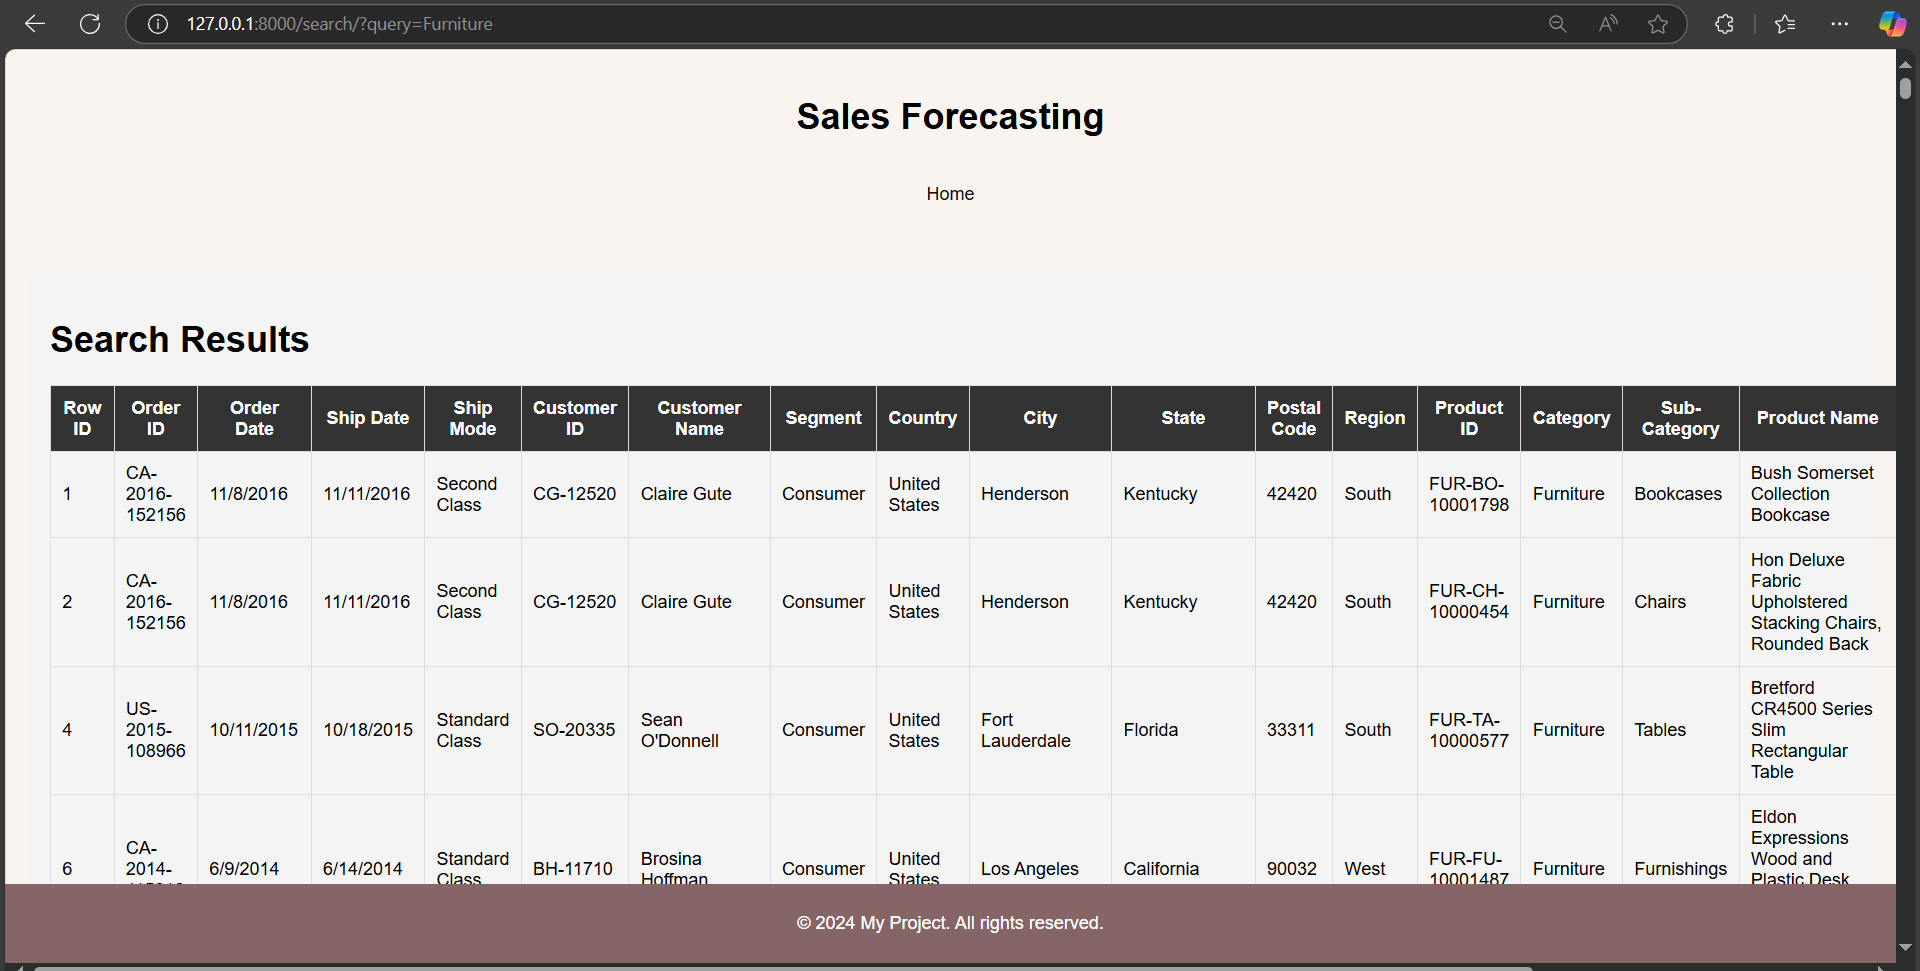 127.0.0.1:8000/search/?query=Furniture
Sales Forecasting
Home
Search Results
Row ID Order ID Order Date Ship Date Ship Mode Customer ID Customer Name Segment Country City State Postal Code Region Product ID Category Sub-Category Product Name
1 CA-2016-152156 11/8/2016 11/11/2016 Second Class CG-12520 Claire Gute Consumer United States Henderson Kentucky 42420 South FUR-BO-10001798 Furniture Bookcases Bush Somerset Collection Bookcase
2 CA-2016-152156 11/8/2016 11/11/2016 Second Class CG-12520 Claire Gute Consumer United States Henderson Kentucky 42420 South FUR-CH-10000454 Furniture Chairs Hon Deluxe Fabric Upholstered Stacking Chairs, Rounded Back
4 US-2015-108966 10/11/2015 10/18/2015 Standard Class SO-20335 Sean O'Donnell Consumer United States Fort Lauderdale Florida 33311 South FUR-TA-10000577 Furniture Tables Bretford CR4500 Series Slim Rectangular Table
6 CA-2014- 6/9/2014 6/14/2014 Standard Class BH-11710 Brosina Hoffman Consumer United States Los Angeles California 90032 West FUR-FU-10001487 Furniture Furnishings Eldon Expressions Wood and Plastic Desk
© 2024 My Project. All rights reserved.